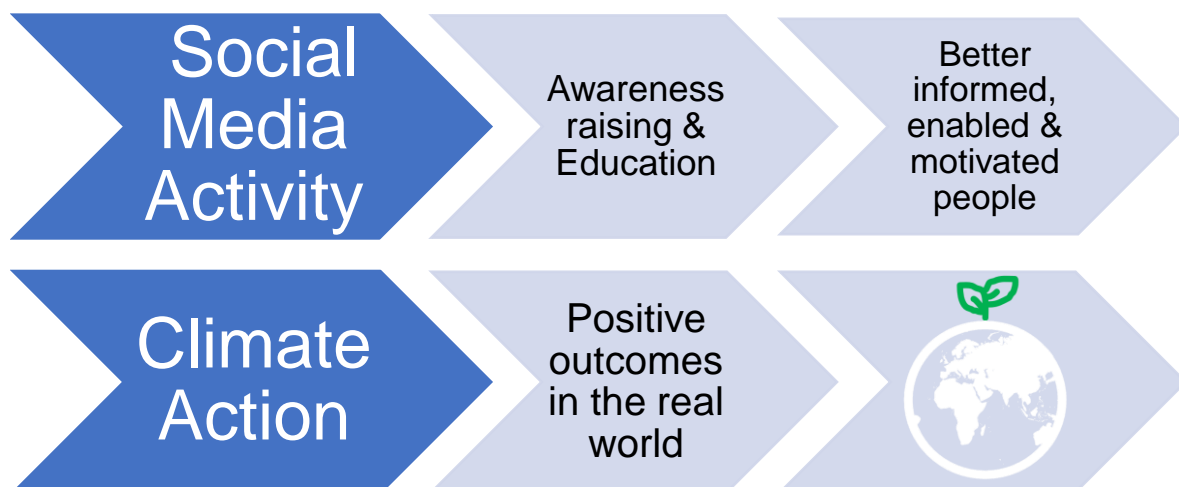 Social
Media
Activity
Awareness
raising &
Education
Better
informed,
enabled &
motivated
people
Climate
Action
Positive
outcomes
in the real
world